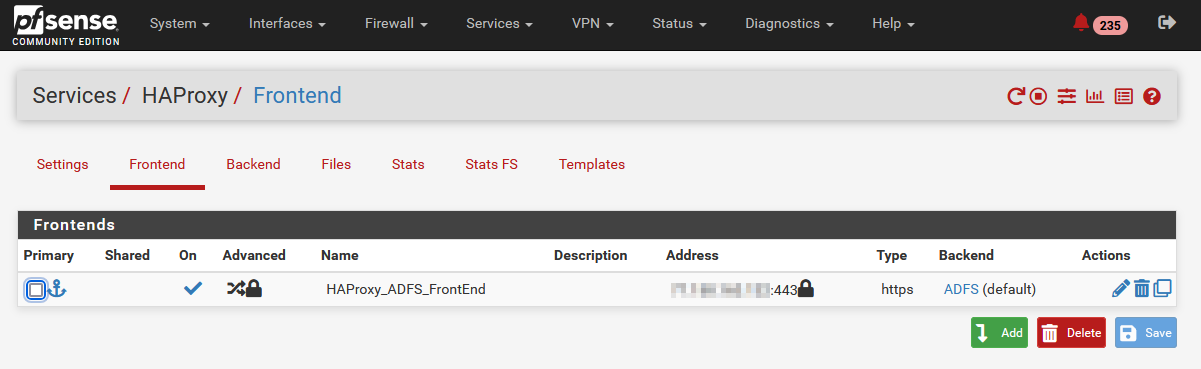 pfsense System Interfaces Firewall Services VPN Status Diagnostics Help 235
COMMUNITY EDITION
Services / HAProxy / Frontend
Settings Frontend Backend Files Stats Stats FS Templates
Frontends
Primary Shared On Advanced Name Description Address Type Backend Actions
HAProxy_ADFS_FrontEnd :443 https ADFS (default)
Add Delete Save